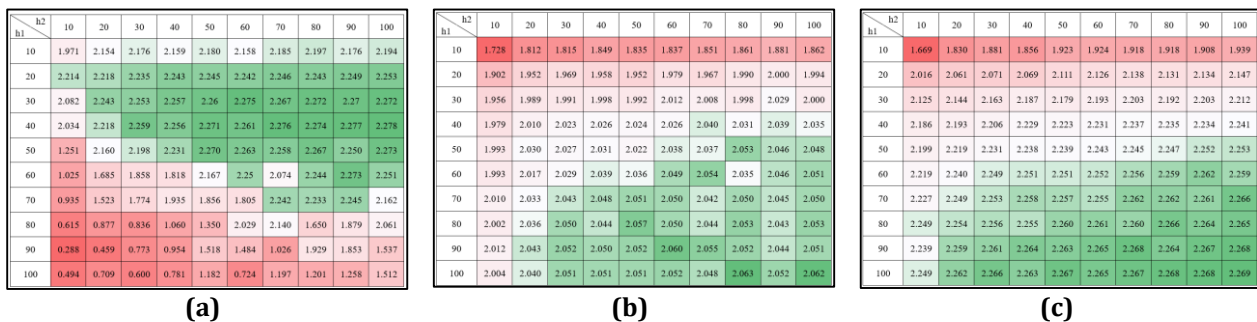 h2
h1
10 20 30 40 50 60 70 80 90 100
10 1.971 2.154 2.176 2.159 2.180 2.158 2.185 2.197 2.176 2.194
20 2.214 2.218 2.235 2.243 2.245 2.242 2.246 2.243 2.249 2.253
30 2.082 2.243 2.253 2.257 2.26 2.275 2.267 2.272 2.27 2.272
40 2.034 2.218 2.259 2.256 2.271 2.261 2.276 2.274 2.277 2.278
50 1.251 2.160 2.198 2.231 2.270 2.263 2.258 2.267 2.250 2.273
60 1.025 1.685 1.858 1.818 2.167 2.25 2.074 2.244 2.273 2.251
70 0.935 1.523 1.774 1.935 1.856 1.805 2.242 2.233 2.245 2.162
80 0.615 0.877 0.836 1.060 1.350 2.029 2.140 1.650 1.879 2.061
90 0.288 0.459 0.773 0.954 1.518 1.484 1.026 1.929 1.853 1.537
100 0.494 0.709 0.600 0.781 1.182 0.724 1.197 1.201 1.258 1.512
(a)
h2
h1
10 20 30 40 50 60 70 80 90 100
10 1.728 1.812 1.815 1.849 1.835 1.837 1.851 1.861 1.881 1.862
20 1.902 1.952 1.969 1.958 1.952 1.979 1.967 1.990 2.000 1.994
30 1.956 1.989 1.991 1.998 1.992 2.012 2.008 1.998 2.029 2.000
40 1.979 2.010 2.023 2.026 2.024 2.026 2.040 2.031 2.039 2.035
50 1.993 2.030 2.027 2.031 2.022 2.038 2.037 2.053 2.046 2.048
60 1.993 2.017 2.029 2.039 2.036 2.049 2.054 2.035 2.046 2.051
70 2.010 2.033 2.043 2.048 2.051 2.050 2.042 2.050 2.045 2.050
80 2.002 2.036 2.050 2.044 2.057 2.050 2.044 2.053 2.043 2.053
90 2.012 2.043 2.052 2.050 2.052 2.060 2.055 2.052 2.044 2.051
100 2.004 2.040 2.051 2.051 2.051 2.052 2.048 2.063 2.052 2.062
(b)
h2
h1
10 20 30 40 50 60 70 80 90 100
10 1.669 1.830 1.881 1.856 1.923 1.924 1.918 1.918 1.908 1.939
20 2.016 2.061 2.071 2.069 2.111 2.126 2.138 2.131 2.134 2.147
30 2.125 2.144 2.163 2.187 2.179 2.193 2.203 2.192 2.203 2.212
40 2.186 2.193 2.206 2.229 2.223 2.231 2.237 2.235 2.234 2.241
50 2.199 2.219 2.231 2.238 2.239 2.243 2.245 2.247 2.252 2.253
60 2.219 2.240 2.249 2.251 2.251 2.252 2.256 2.259 2.262 2.259
70 2.227 2.249 2.253 2.258 2.257 2.255 2.262 2.262 2.261 2.266
80 2.249 2.254 2.256 2.255 2.260 2.261 2.260 2.266 2.264 2.265
90 2.239 2.259 2.261 2.264 2.263 2.265 2.268 2.264 2.267 2.268
100 2.249 2.262 2.266 2.263 2.267 2.265 2.267 2.268 2.268 2.269
(c)